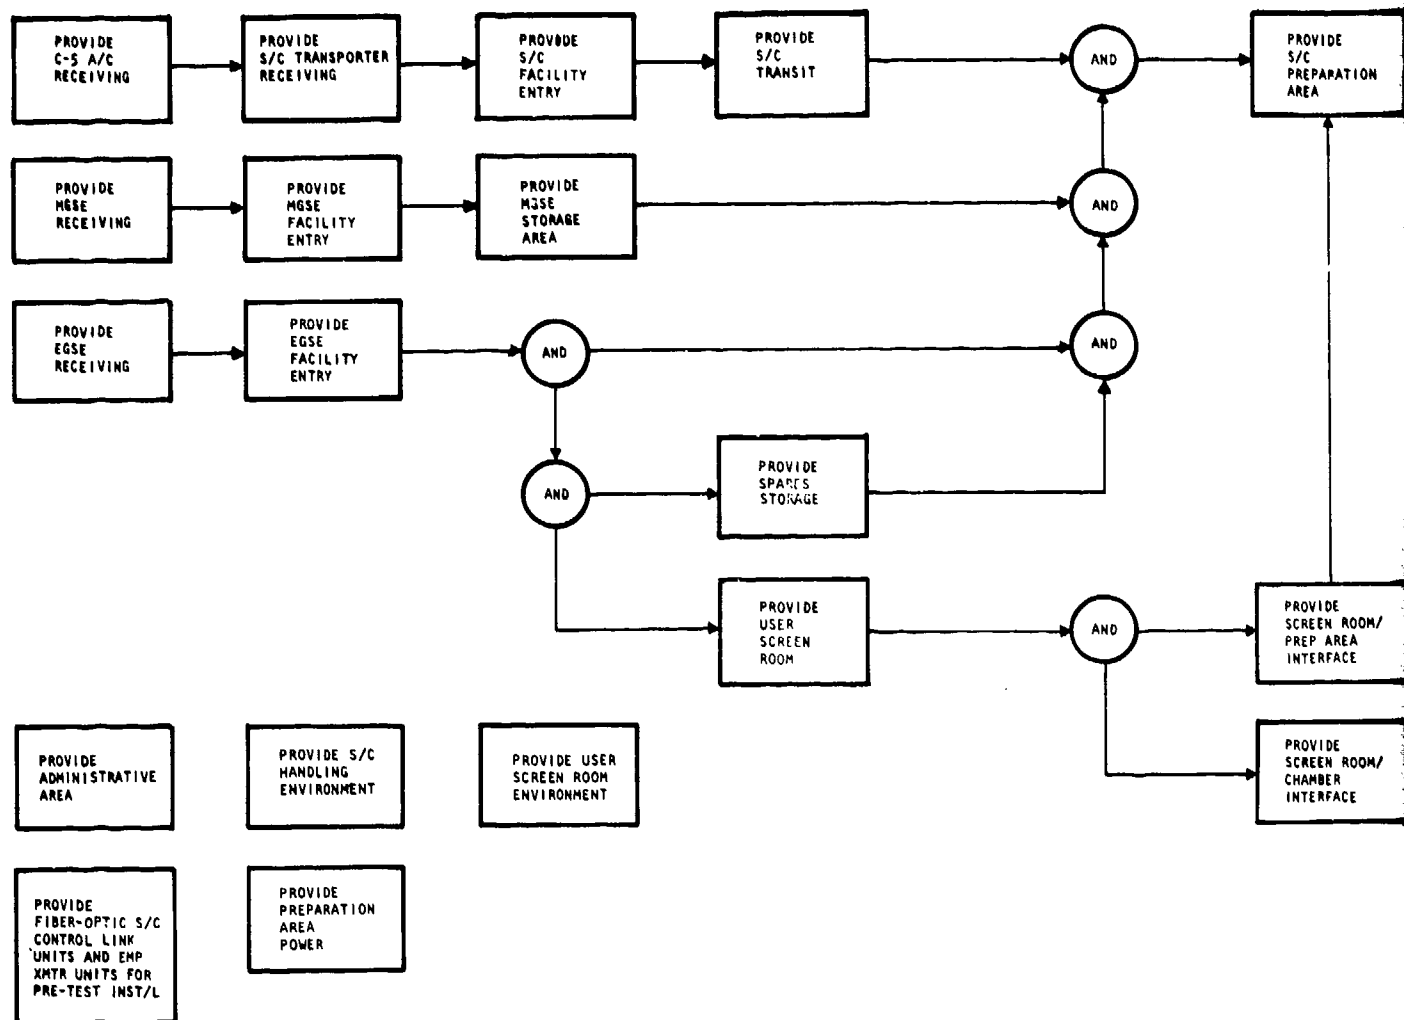 PROVIDE
C-5 A/C
RECEIVING
PROVIDE
S/C TRANSPORTER
RECEIVING
PROVODE
S/C
FACILITY
ENTRY
PROVIDE
S/C
TRANSIT
AND
PROVIDE
S/C
PREPARATION
AREA
PROVIDE
MGSE
RECEIVING
PROVIDE
MGSE
FACILITY
ENTRY
PROVIDE
MGSE
STORAGE
AREA
AND
PROVIDE
EGSE
RECEIVING
PROVIDE
EGSE
FACILITY
ENTRY
AND
AND
AND
PROVIDE
SPARES
STORAGE
PROVIDE
USER
SCREEN
ROOM
AND
PROVIDE
SCREEN ROOM/
PREP AREA
INTERFACE
PROVIDE
ADMINISTRATIVE
AREA
PROVIDE S/C
HANDLING
ENVIRONMENT
PROVIDE USER
SCREEN ROOM
ENVIRONMENT
PROVIDE
SCREEN ROOM/
CHAMBER
INTERFACE
PROVIDE
FIBER-OPTIC S/C
CONTROL LINK
UNITS AND EMP
XMTR UNITS FOR
PRE-TEST INST/L
PROVIDE
PREPARATION
AREA
POWER